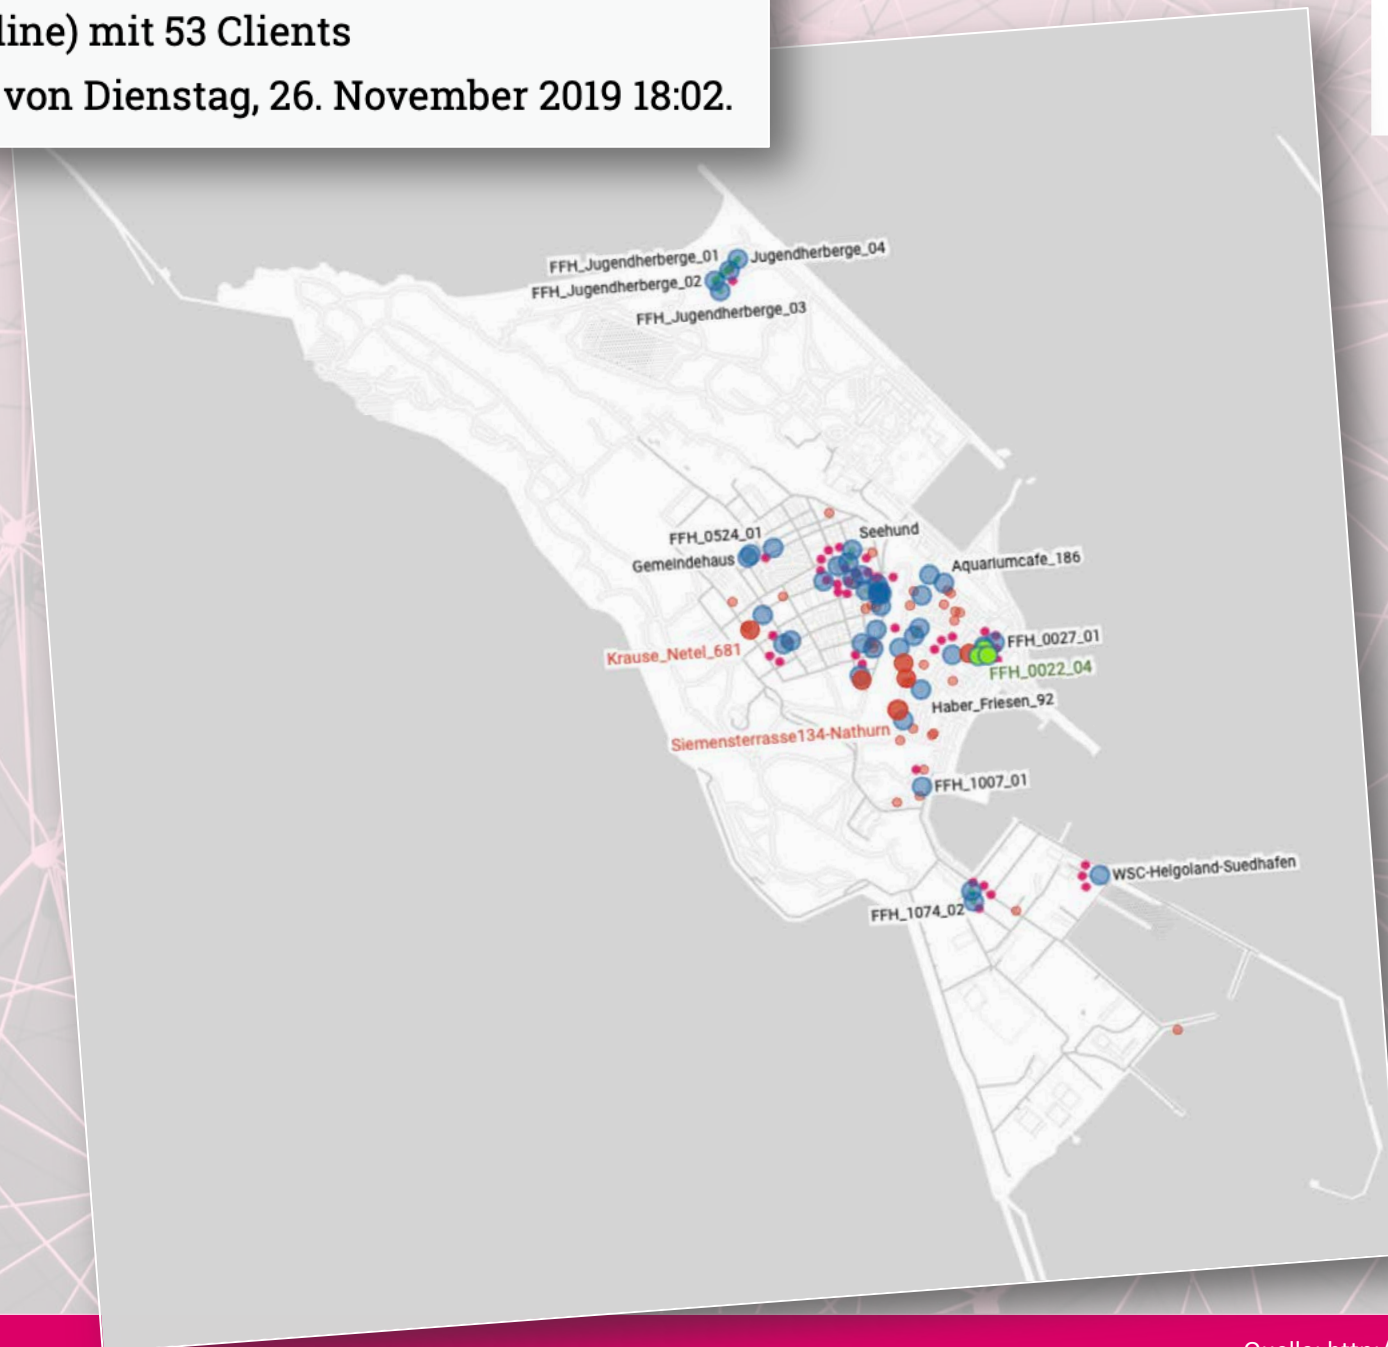 line) mit 53 Clients
von Dienstag, 26. November 2019 18:02.
FFH_Jugendherberge_01
Jugendherberge_04
FFH_Jugendherberge_02
FFH_Jugendherberge_03
FFH_0524_01
Seehund
Gemeindehaus
Aquariumcafe_186
FFH_0027_01
Krause_Netel_681
FFH_0022_04
Haber_Friesen_92
Siemensterrasse134-Nathurn
FFH_1007_01
WSC-Helgoland-Suedhafen
FFH_1074_02